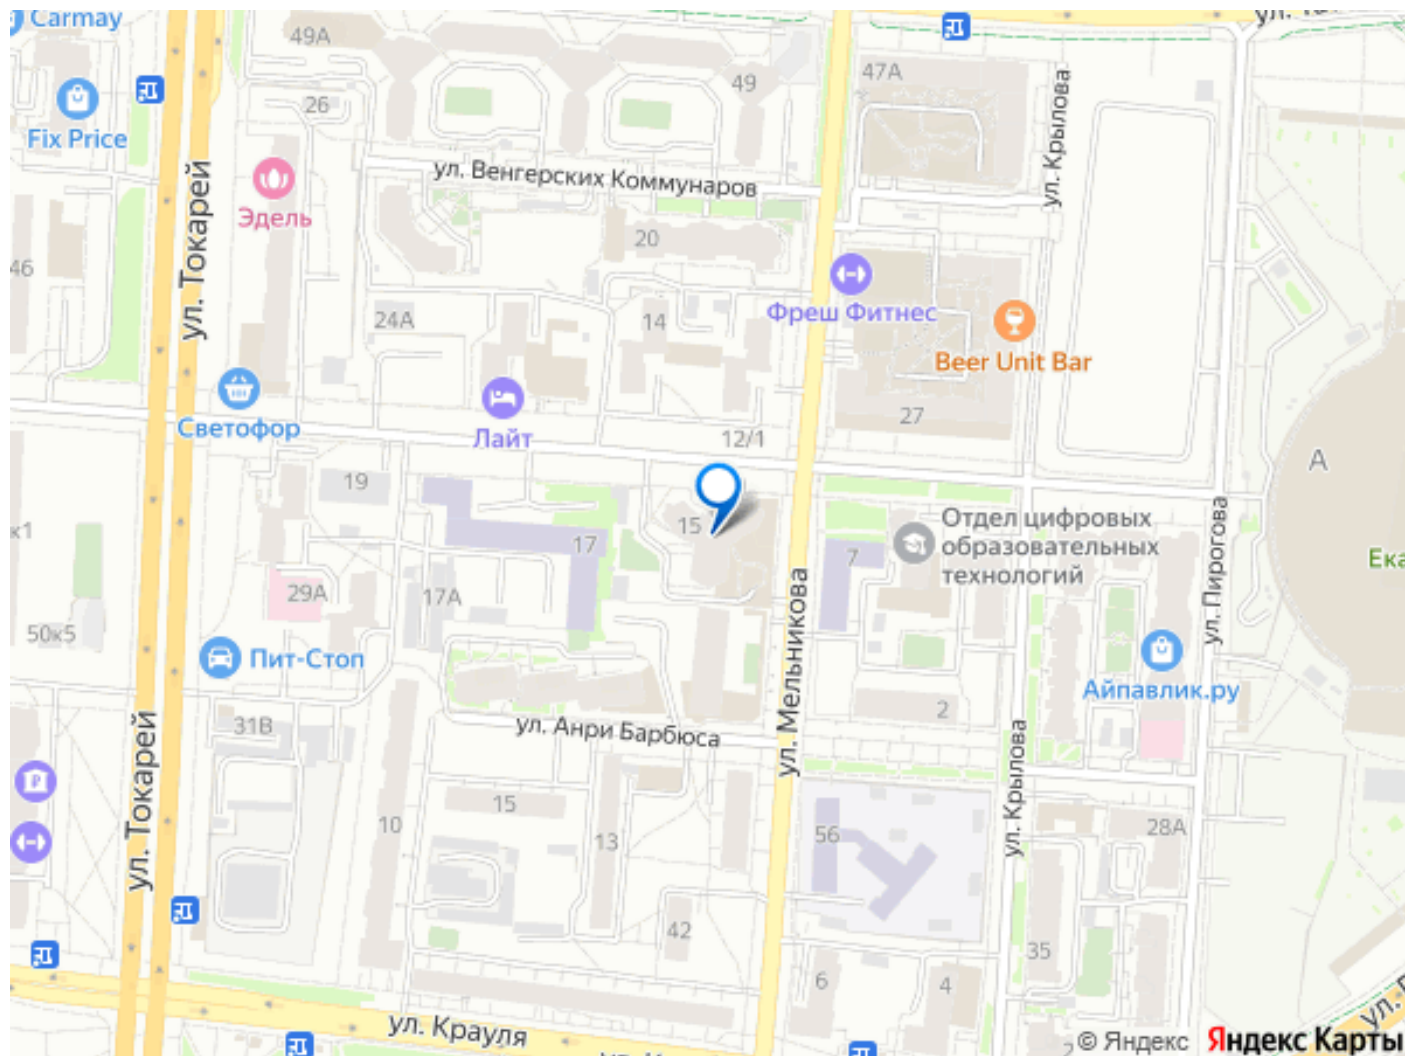 Carmay
49А
49
47А
26
Fix Price
ул. Крылова
ул. Венгерских Коммунаров
ул. Токарей
Эдель
20
46
Фреш Фитнес
24А
14
Beer Unit Bar
Светофор
Лайт
12/1
27
А
19
15
17
Отдел цифровых
образовательных
технологий
7
ул. Пирогова
Ека
29А
17А
50к5
Пит-Стоп
ул. Мельникова
Айпавлик.ру
2
31В
ул. Анри Барбюса
ул. Токарей
ул. Крылова
15
10
13
56
28А
42
35
6
4
ул. Крауля
© Яндекс
Яндекс Карты